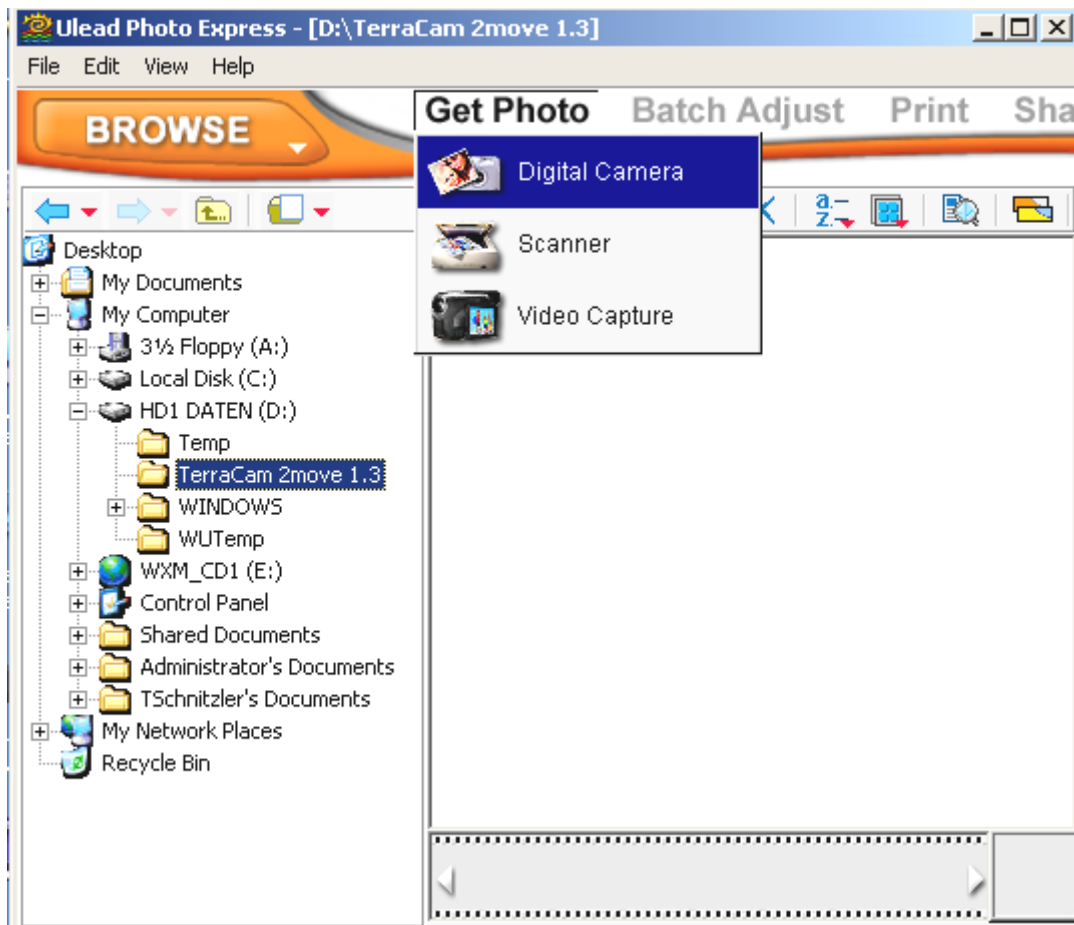 Ulead Photo Express - [D:\TerraCam 2move 1.3]
File Edit View Help
BROWSE
Get Photo Batch Adjust Print Sha
Digital Camera
Scanner
Video Capture
a
z
Desktop
My Documents
My Computer
3½ Floppy (A:)
Local Disk (C:)
HD1 DATEN (D:)
Temp
TerraCam 2move 1.3
WINDOWS
WUTemp
WXM_CD1 (E:)
Control Panel
Shared Documents
Administrator's Documents
TSchnitzler's Documents
My Network Places
Recycle Bin